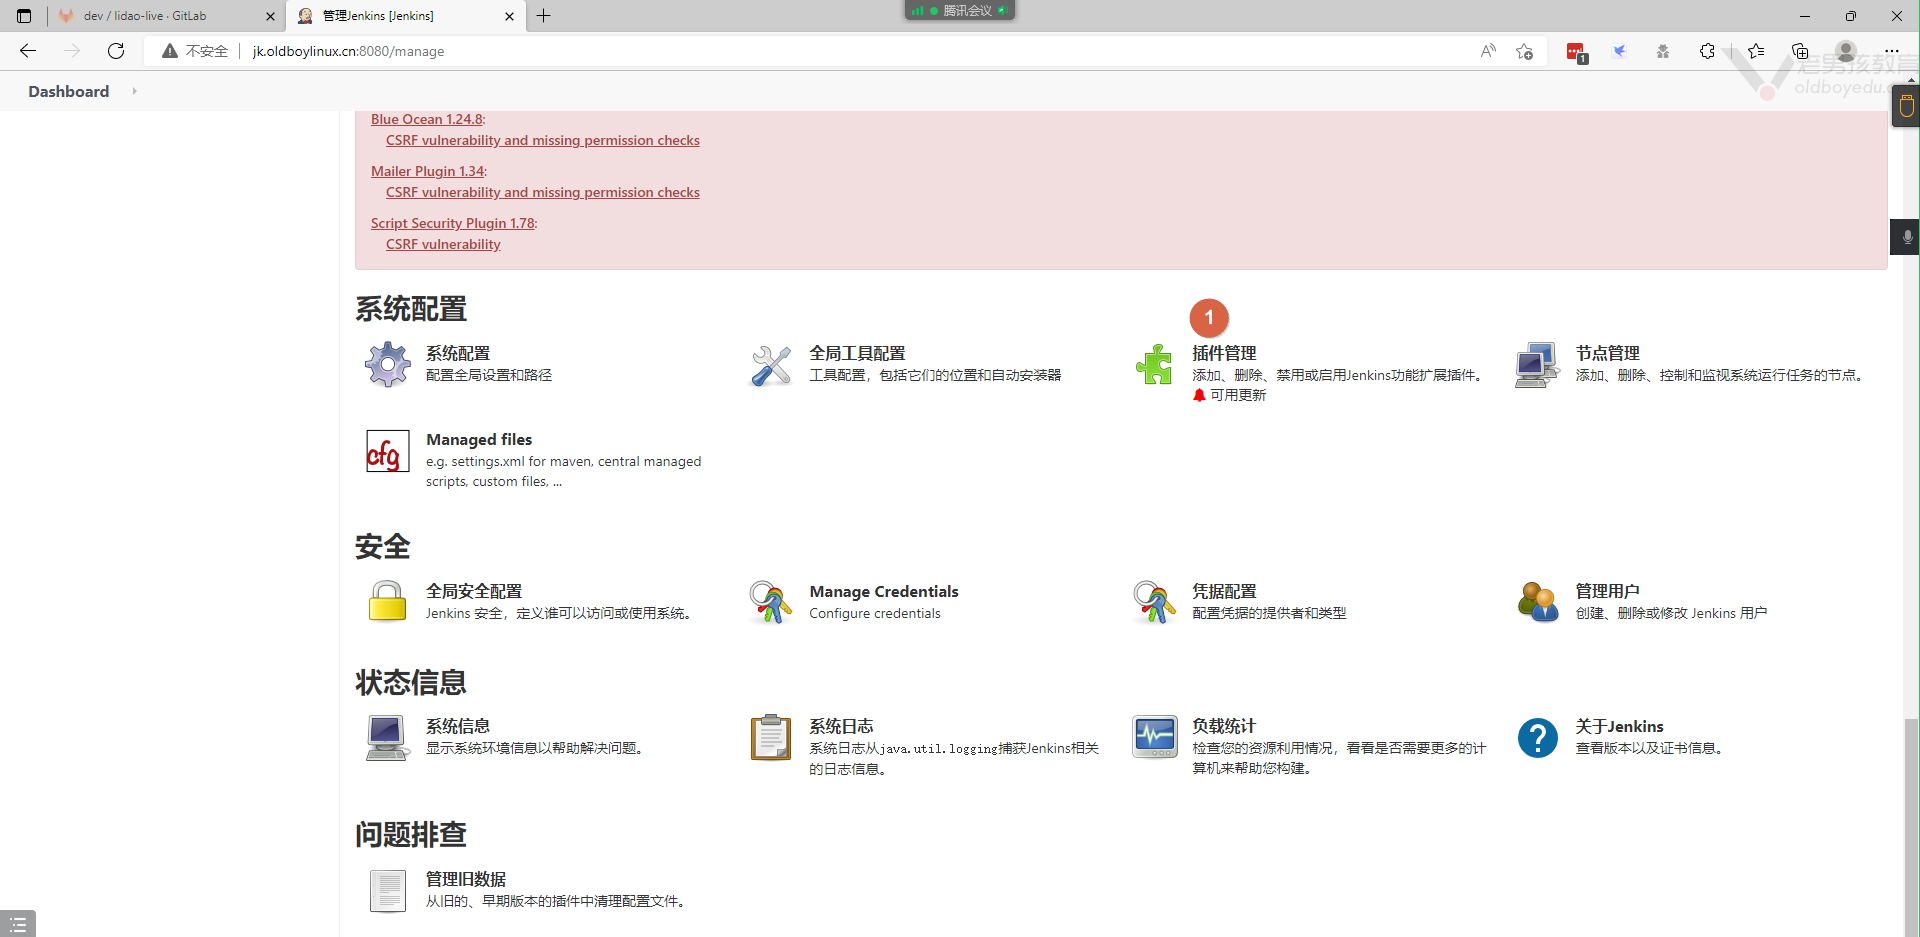 dev / lidao-live · GitLab
管理Jenkins [Jenkins]
腾讯会议
不安全
jk.oldboylinux.cn:8080/manage
1
老男孩教育
oldboyedu.c
Dashboard
Blue Ocean 1.24.8:
CSRF vulnerability and missing permission checks
Mailer Plugin 1.34:
CSRF vulnerability and missing permission checks
Script Security Plugin 1.78:
CSRF vulnerability
系统配置
1
系统配置
配置全局设置和路径
全局工具配置
工具配置，包括它们的位置和自动安装器
插件管理
添加、删除、禁用或启用Jenkins功能扩展插件。
可用更新
节点管理
添加、删除、控制和监视系统运行任务的节点。
cfg
Managed files
e.g. settings.xml for maven, central managed
scripts, custom files, ...
安全
全局安全配置
Jenkins 安全，定义谁可以访问或使用系统。
Manage Credentials
Configure credentials
凭据配置
配置凭据的提供者和类型
管理用户
创建、删除或修改 Jenkins 用户
状态信息
系统信息
显示系统环境信息以帮助解决问题。
系统日志
系统日志从java.util.logging捕获Jenkins相关
的日志信息。
负载统计
检查您的资源利用情况，看看是否需要更多的计
算机来帮助您构建。
关于Jenkins
查看版本以及证书信息。
问题排查
管理旧数据
从旧的、早期版本的插件中清理配置文件。